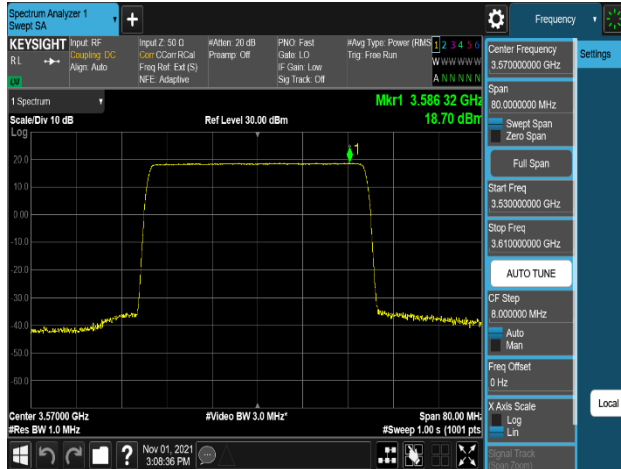 Spectrum Analyzer 1
Swept SA
+
Frequency
KEYSIGHT
Input: RF
Coupling: DC
Align: Auto
RL
Input Z: 50 Ω
Corr CCorr RCal
Freq Ref: Ext (S)
NFE: Adaptive
#Atten: 20 dB
Preamp: Off
PNO: Fast
Gate: LO
IF Gain: Low
Sig Track: Off
#Avg Type: Power (RMS
Trig: Free Run
1 2 3 4 5 6
W W W W W W
A N N N N N
1 Spectrum
Scale/Div 10 dB
Log
Ref Level 30.00 dBm
Mkr1 3.586 32 GHz
18.70 dBm
1
20.0
10.0
0.00
-10.0
-20.0
-30.0
-40.0
-50.0
-60.0
Center 3.57000 GHz
#Res BW 1.0 MHz
#Video BW 3.0 MHz*
Span 80.00 MHz
#Sweep 1.00 s (1001 pts
Nov 01, 2021
3:08:36 PM
?
Center Frequency
3.570000000 GHz
Span
80.0000000 MHz
Swept Span
Zero Span
Full Span
Start Freq
3.530000000 GHz
Stop Freq
3.610000000 GHz
AUTO TUNE
CF Step
8.000000 MHz
Auto
Man
Freq Offset
0 Hz
X Axis Scale
Log
Lin
Signal Track
(Span Zoom)
Settings
Local